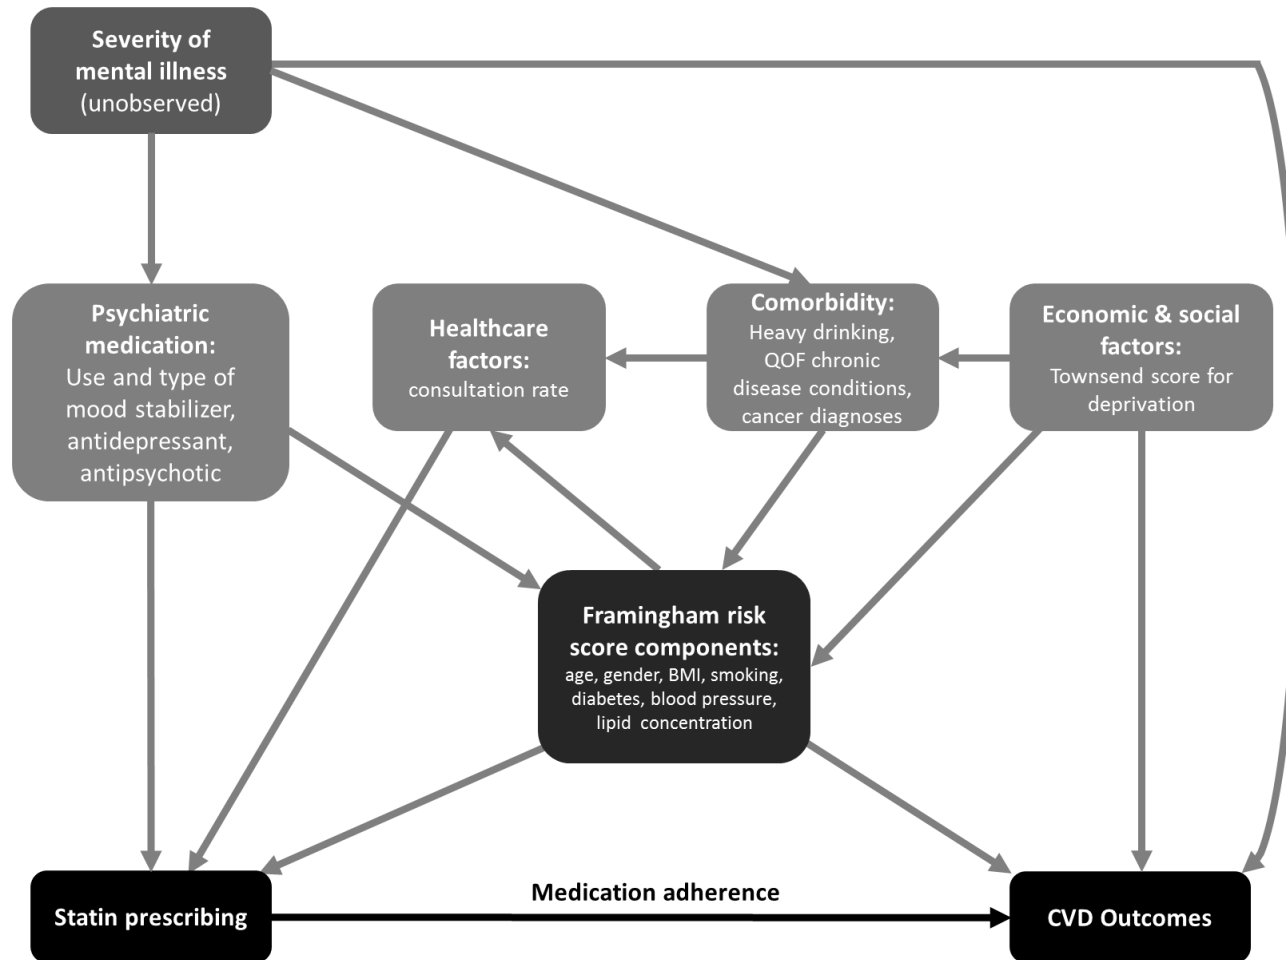 Severity of
mental illness
(unobserved)
Psychiatric
medication:
Use and type of
mood stabilizer,
antidepressant,
antipsychotic
Healthcare
factors:
consultation rate
Comorbidity:
Heavy drinking,
QOF chronic
disease conditions,
cancer diagnoses
Economic & social
factors:
Townsend score for
deprivation
Framingham risk
score components:
age, gender, BMI, smoking,
diabetes, blood pressure,
lipid concentration
Statin prescribing
Medication adherence
CVD Outcomes